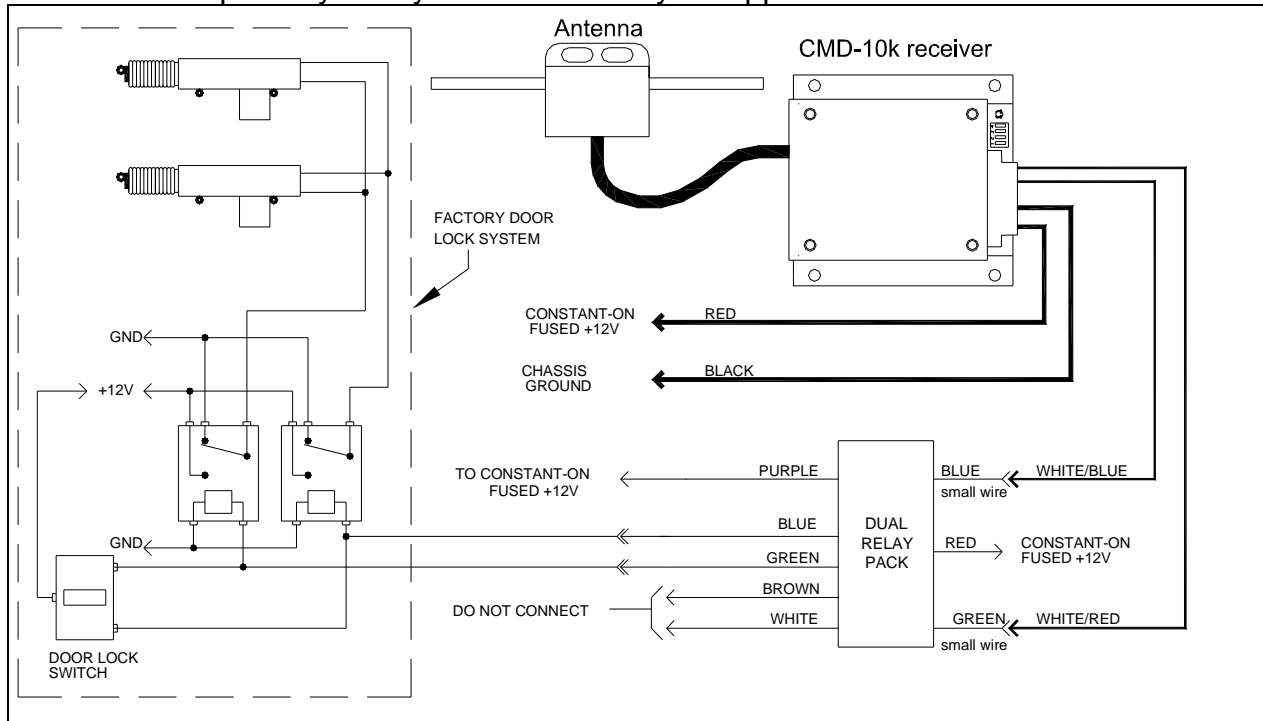 Antenna
CMD-10k receiver
FACTORY DOOR
LOCK SYSTEM
CONSTANT-ON
FUSED +12V
RED
GND
CHASSIS
GROUND
BLACK
+12V
TO CONSTANT-ON
FUSED +12V
PURPLE
BLUE
small wire
WHITE/BLUE
BLUE
DUAL
RELAY
PACK
GND
RED
CONSTANT-ON
FUSED +12V
GREEN
BROWN
DO NOT CONNECT
WHITE
GREEN
small wire
WHITE/RED
DOOR LOCK
SWITCH